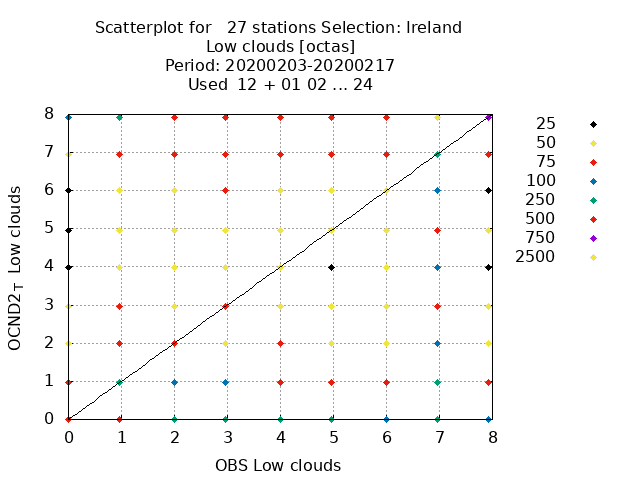 Scatterplot for   27 stations Selection: Ireland
Low clouds [octas]
Period: 20200203-20200217
Used  12 + 01 02 ... 24
8
7
6
5
4
3
2
1
0
OCND2T  Low clouds
0 1 2 3 4 5 6 7 8
OBS Low clouds
25
50
75
100
250
500
750
2500